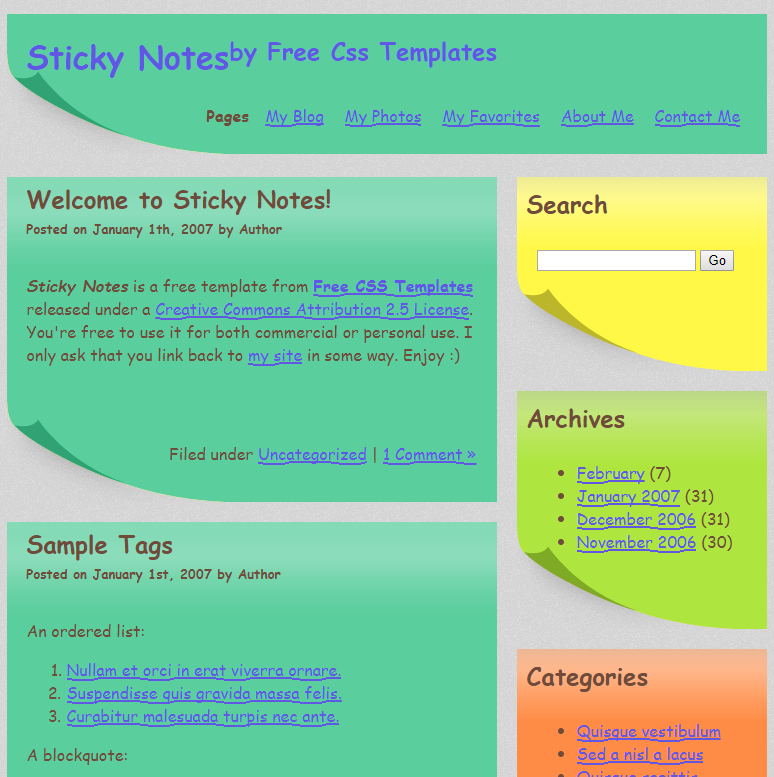 Sticky Notes by Free Css Templates
Pages My Blog My Photos My Favorites About Me Contact Me
Welcome to Sticky Notes!
Posted on January 1th, 2007 by Author
Sticky Notes is a free template from Free CSS Templates
released under a Creative Commons Attribution 2.5 License.
You're free to use it for both commercial or personal use. I
only ask that you link back to my site in some way. Enjoy :)
Filed under Uncategorized | 1 Comment »
Sample Tags
Posted on January 1st, 2007 by Author
An ordered list:
1. Nullam et orci in erat viverra ornare.
2. Suspendisse quis gravida massa felis.
3. Curabitur malesuada turpis nec ante.
A blockquote:
Search
Go
Archives
• February (7)
• January 2007 (31)
• December 2006 (31)
• November 2006 (30)
Categories
• Quisque vestibulum
• Sed a nisl a lacus